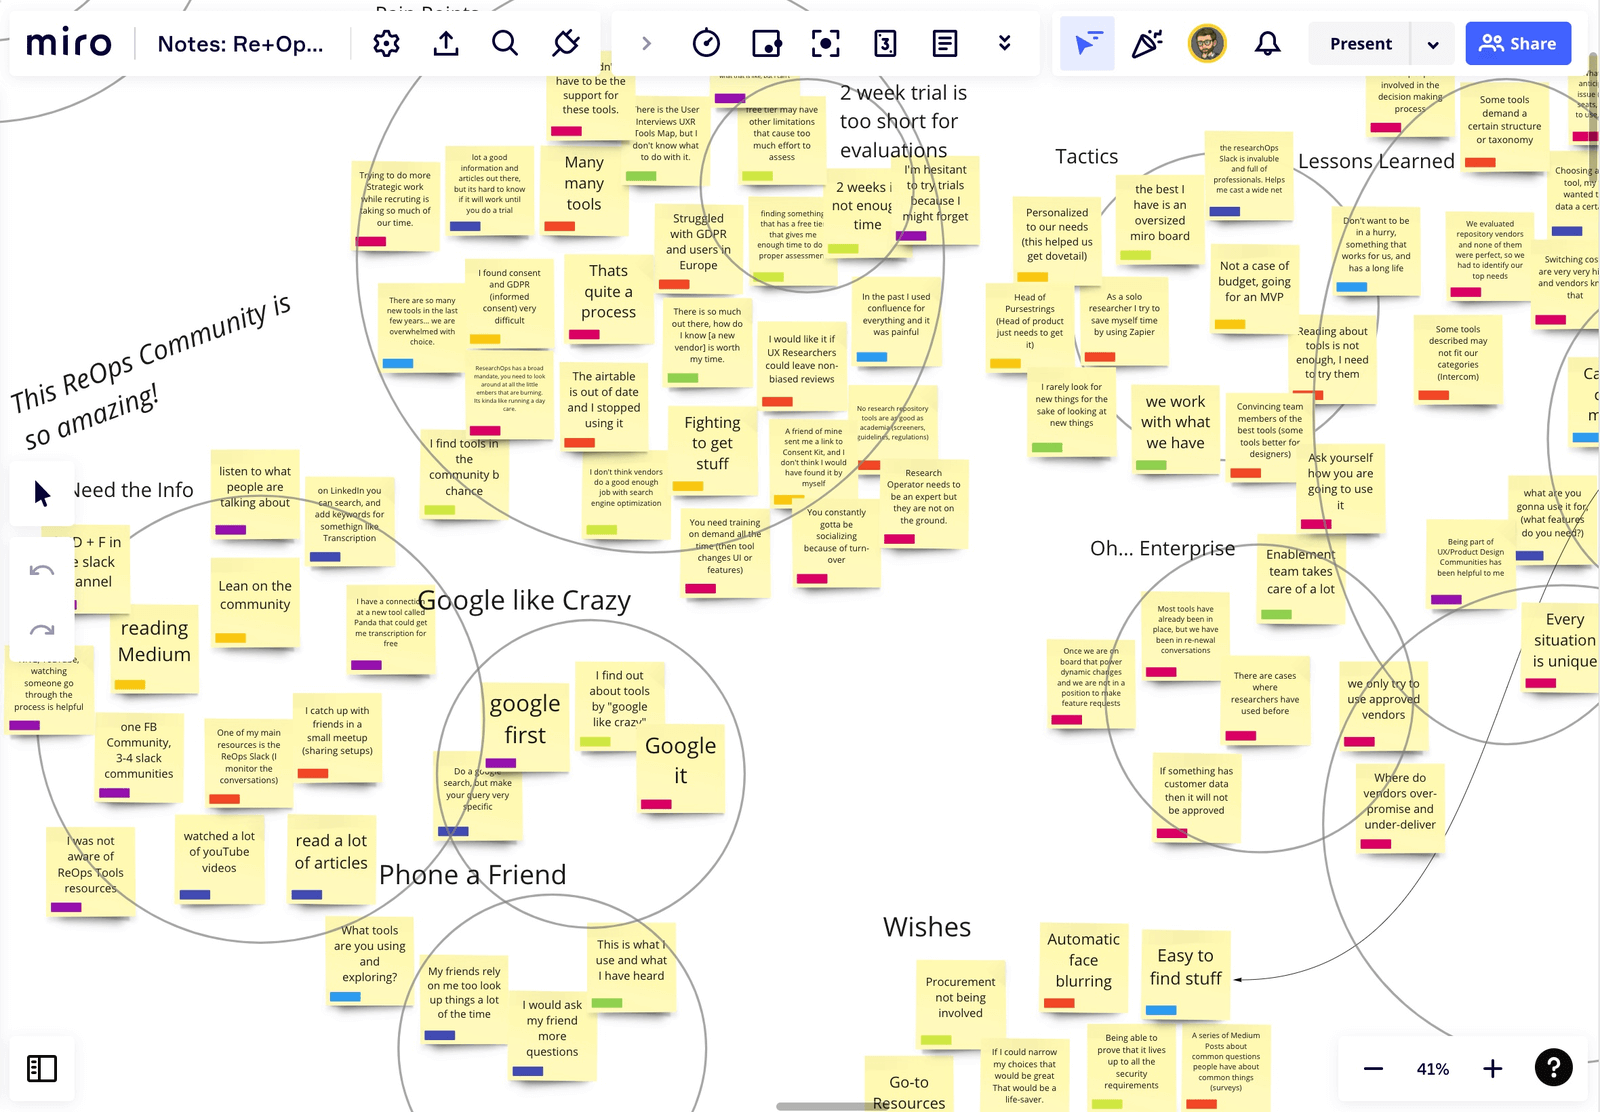 Pain Points
miro
Notes: Re+Op...
3
Present
Share
have to be the
support for
these tools.
There is the User
Interviews UXR
Tools Map, but I
don't know what
to do with it.
free tier may have
other limitations
that cause too
much effort to
assess
2 week trial is
too short for
evaluations
Trying to do more
Strategic work
while recruting is
taking so much of
our time.
lot a good
information and
articles out there,
but its hard to know
if it will work until
you do a trial
Many
many
tools
Struggled
with GDPR
and users in
Europe
finding something
that has a free tier
that gives me
enough time to do
proper assessment
2 weeks is
not enough
time
I'm hesitant
to try trials
because I
might forget
There are so many
new tools in the last
few years... we are
overwhelmed with
choice.
I found consent
and GDPR
(informed
consent) very
difficult
Thats
quite a
process
There is so much
out there, how do
I know [a new
vendor] is worth
my time.
I would like it if
UX Researchers
could leave non-
biased reviews
In the past I used
confluence for
everything and it
was painful
ResearchOps has a broad
mandate, you need to look
around at all the little
embers that are burning.
Its kinda like running a day
care.
The airtable
is out of date
and I stopped
using it
Fighting
to get
stuff
A friend of mine
sent me a link to
Consent Kit, and I
don't think I would
have found it by
myself
No research repository
tools are as good as
academia (screeners,
guidelines, regulations)
I find tools in
the
community b
chance
I don't think vendors
do a good enough
job with search
engine optimization
You need training
on demand all the
time (then tool
changes UI or
features)
You constantly
gotta be
socializing
because of turn-
over
Research
Operator needs to
be an expert but
they are not on
the ground.
This ReOps Community is
so amazing!
Need the Info
listen to what
people are
talking about
on LinkedIn you
can search, and
add keywords for
somethign like
Transcription
D + F in
slack
Lean on the
community
I have a connection
at a new tool called
Panda that could get
me transcription for
free
reading
Medium
watching
someone go
through the
process is helpful
one FB
Community,
3-4 slack
communities
One of my main
resources is the
ReOps Slack (I
monitor the
conversations)
I catch up with
friends in a
small meetup
(sharing setups)
I was not
aware of
ReOps Tools
resources
watched a lot
of youTube
videos
read a lot
of articles
Google like Crazy
google
first
I find out
about tools
by "google
like crazy"
Google
it
Do a google
search, but make
your query very
specific
Phone a Friend
What tools
are you using
and
exploring?
My friends rely
on me too look
up things a lot
of the time
I would ask
my friend
more
questions
This is what I
use and what
I have heard
Tactics
Personalized
to our needs
(this helped us
get dovetail)
the best I
have is an
oversized
miro board
the researchOps
Slack is invaluble
and full of
professionals. Helps
me cast a wide net
Head of
Pursestrings
(Head of product
just needs to get
it)
As a solo
researcher I try to
save myself time
by using Zapier
Not a case of
budget, going
for an MVP
I rarely look for
new things for the
sake of looking at
new things
we work
with what
we have
Convincing team
members of the
best tools (some
tools better for
designers)
Reading about
tools is not
enough, I need
to try them
Ask yourself
how you are
going to use
it
Lessons Learned
involved in the
decision making
process
Some tools
demand a
certain structure
or taxonomy
Don't want to be
in a hurry,
something that
works for us, and
has a long life
We evaluated
repository vendors
and none of them
were perfect, so we
had to identify our
top needs
Choosing a
tool, my
wanted t
data a cert
Switching cos
are very very hi
and vendors kn
that
Some tools
described may
not fit our
categories
(Intercom)
what are you
gonna use it for,
(what features
do you need?)
Being part of
UX/Product Design
Communities has
been helpful to me
Every
situation
is unique
Oh... Enterprise
Enablement
team takes
care of a lot
Most tools have
already been in
place, but we have
been in re-newal
conversations
Once we are on
board that power
dynamic changes
and we are not in a
position to make
feature requests
There are cases
where
researchers have
used before
we only try to
use approved
vendors
If something has
customer data
then it will not
be approved
Where do
vendors over-
promise and
under-deliver
Wishes
Procurement
not being
involved
Automatic
face
blurring
Easy to
find stuff
Go-to
Resources
If I could narrow
my choices that
would be great
That would be a
life-saver.
Being able to
prove that it lives
up to all the
security
requirements
A series of Medium
Posts about
common questions
people have about
common things
(surveys)
41%
?